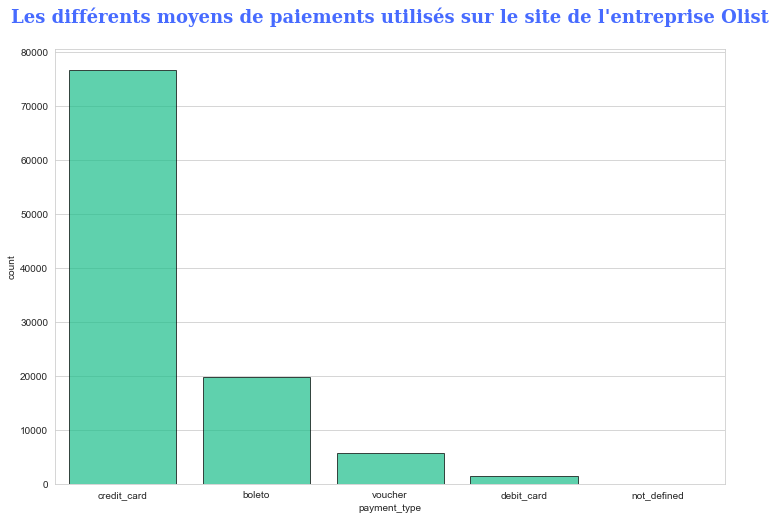 Les différents moyens de paiements utilisés sur le site de l'entreprise Olist
80000
70000
60000
50000
40000
30000
20000
10000
0
count
credit_card
boleto
voucher
debit_card
not_defined
payment_type